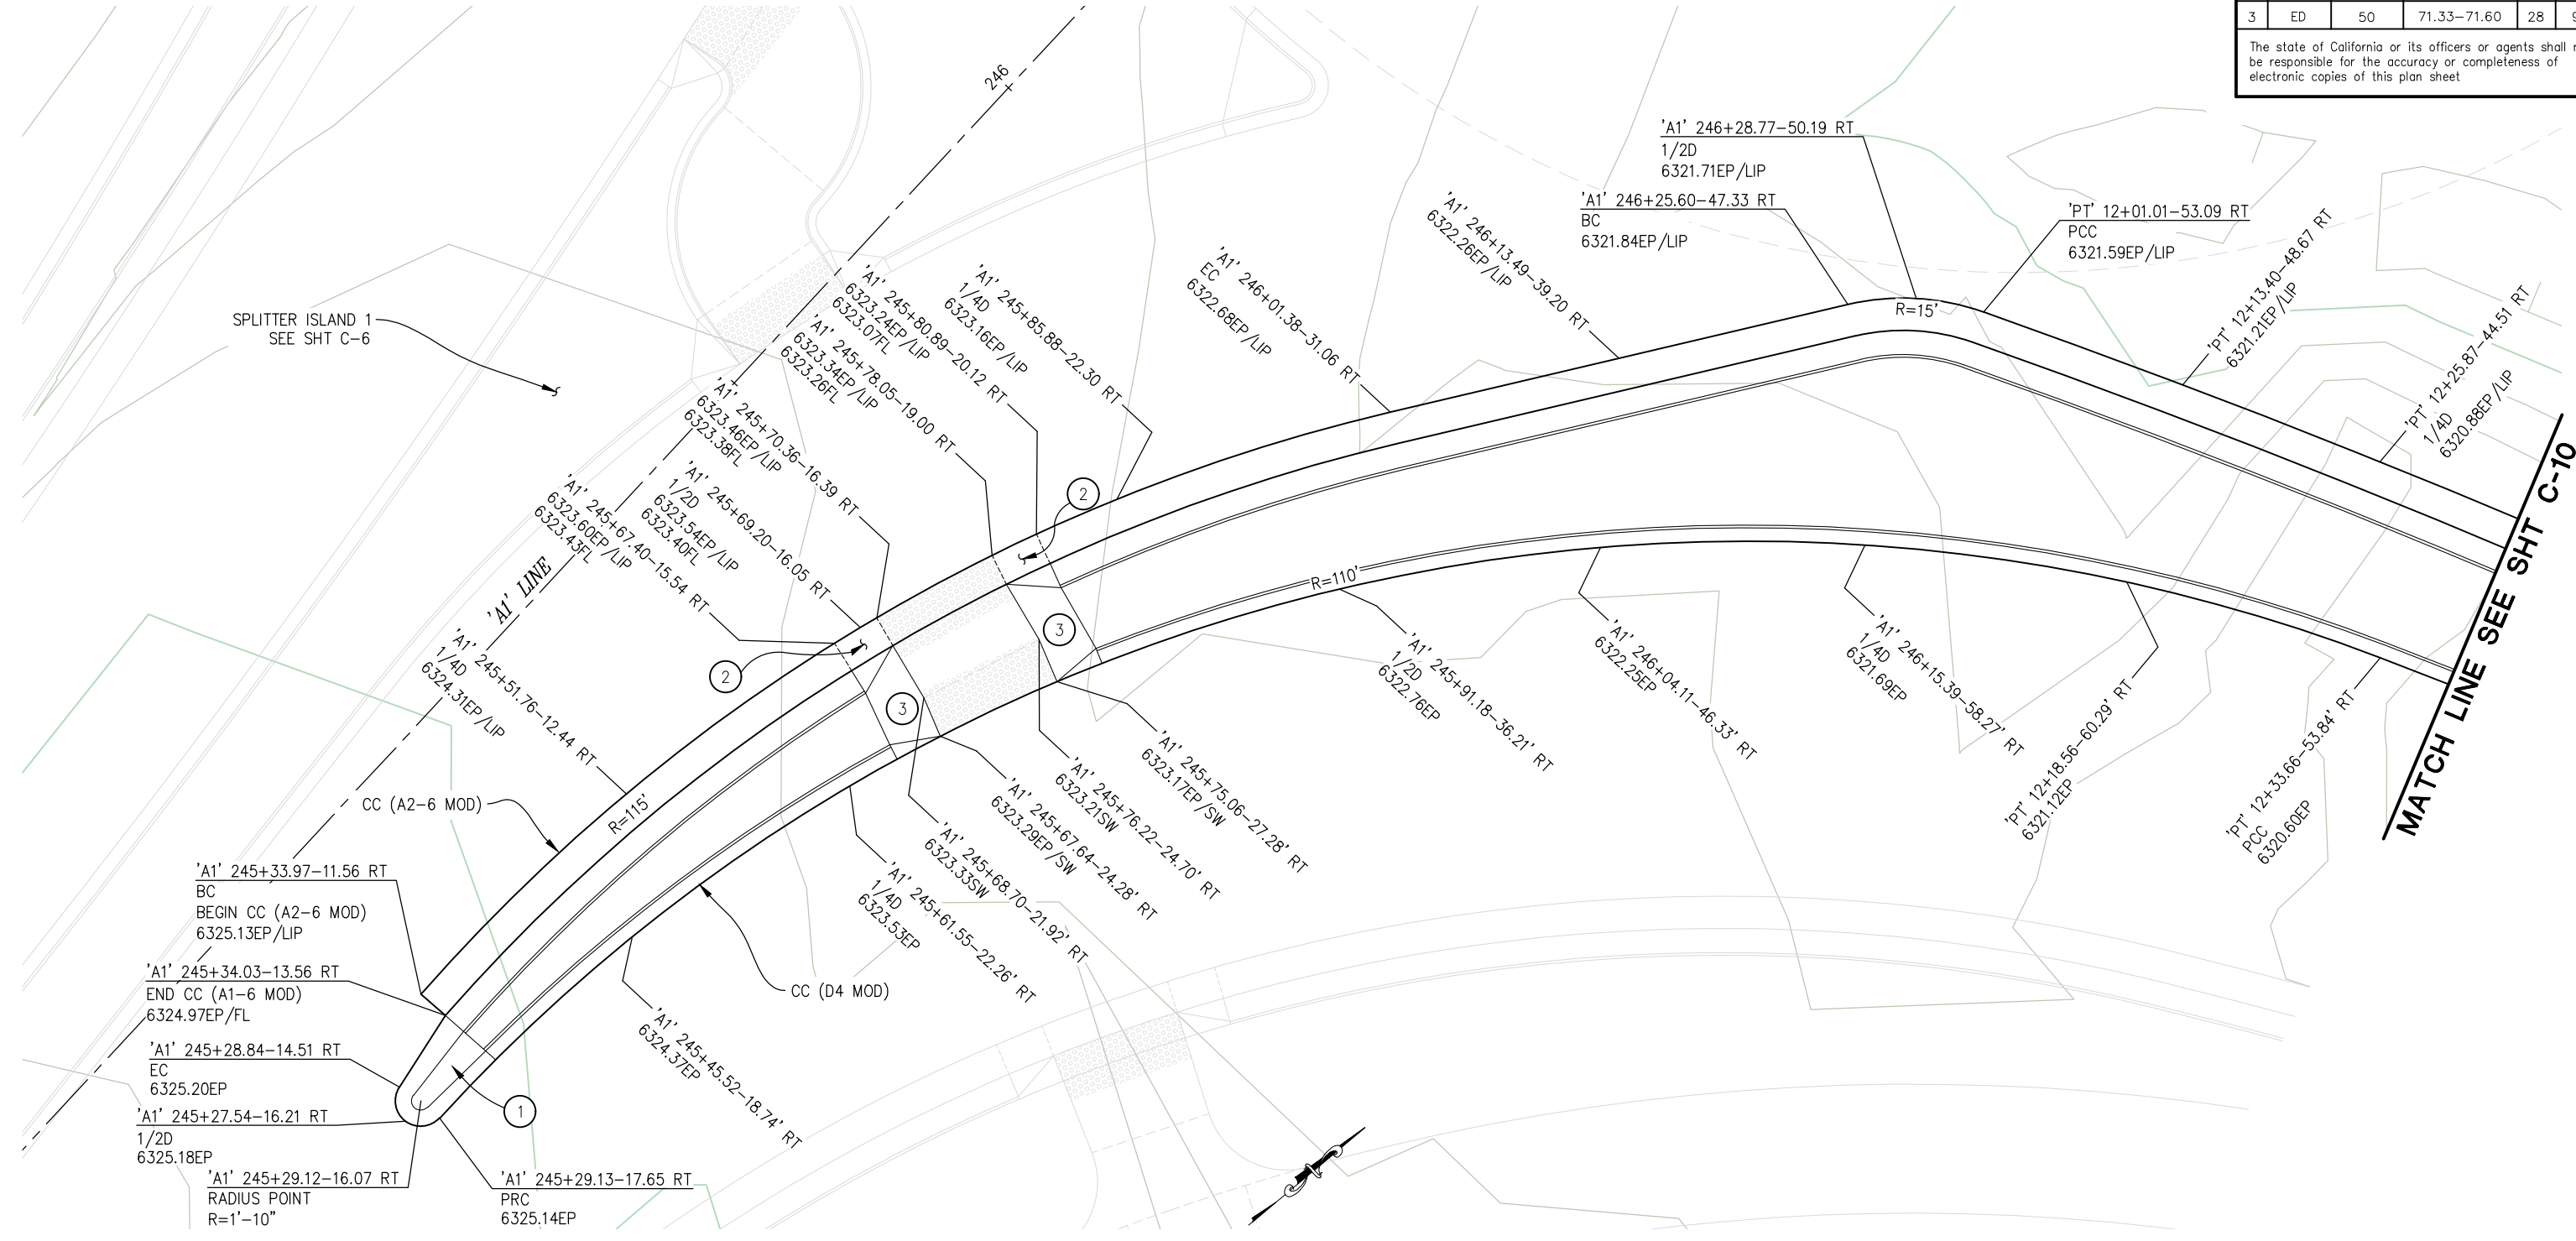 3 ED 50 71.33-71.60 28
The state of California or its officers or agents shall
be responsible for the accuracy or completeness of
electronic copies of this plan sheet
246
'A1' 246+28.77-50.19 RT
1/2D
6321.71EP/LIP
'A1' 246+25.60-47.33 RT
BC
6321.84EP/LIP
'PT' 12+01.01-53.09 RT
PCC
6321.59EP/LIP
'PT' 12+13.40-48.67 RT
6321.21EP/LIP
'PT' 12+25.87-44.51 RT
1/4D
6320.88EP/LIP
'A1' 246+13.49-39.20 RT
6322.26EP/LIP
'A1' 246+01.38-31.06 RT
EC
6322.68EP/LIP
'A1' 245+85.88-22.30 RT
1/4D
6323.16EP/LIP
'A1' 245+80.89-20.12 RT
6323.24EP/LIP
6323.07FL
'A1' 245+78.05-19.00 RT
6323.34EP/LIP
6323.26FL
'A1' 245+70.36-16.39 RT
6323.46EP/LIP
6323.38FL
'A1' 245+69.20-16.05 RT
1/2D
6323.54EP/LIP
6323.40FL
'A1' 245+67.40-15.54 RT
6323.60EP/LIP
6323.43FL
'A1' 245+51.76-12.44 RT
1/4D
6324.31EP/LIP
SPLITTER ISLAND 1
SEE SHT C-6
'A1' LINE
R=15'
R=110'
R=115'
2
3
2
3
1
MATCH LINE SEE SHT C-10
CC (A2-6 MOD)
'A1' 245+33.97-11.56 RT
BC
BEGIN CC (A2-6 MOD)
6325.13EP/LIP
'A1' 245+34.03-13.56 RT
END CC (A1-6 MOD)
6324.97EP/FL
'A1' 245+28.84-14.51 RT
EC
6325.20EP
'A1' 245+27.54-16.21 RT
1/2D
6325.18EP
'A1' 245+29.12-16.07 RT
RADIUS POINT
R=1'-10"
'A1' 245+29.13-17.65 RT
PRC
6325.14EP
'A1' 245+45.52-18.74' RT
6324.37EP
CC (D4 MOD)
'A1' 245+61.55-22.26' RT
1/4D
6323.53EP
'A1' 245+68.70-21.92' RT
6323.33SW
'A1' 245+67.64-24.28' RT
6323.29EP/SW
'A1' 245+76.22-24.70' RT
6323.21SW
'A1' 245+75.06-27.28' RT
6323.17EP/SW
'A1' 245+91.18-36.21' RT
1/2D
6322.76EP
'A1' 246+04.11-46.33' RT
6322.25EP
'A1' 246+15.39-58.27' RT
1/4D
6321.69EP
'PT' 12+18.56-60.29' RT
6321.12EP
'PT' 12+33.66-53.84' RT
PCC
6320.60EP